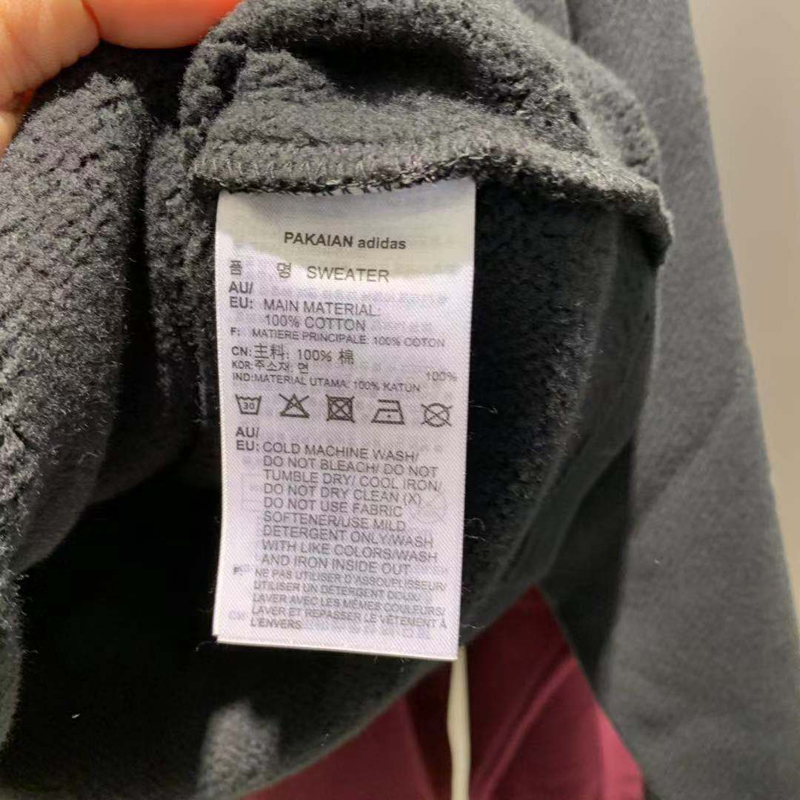 PAKAIAN adidas
품 명 SWEATER
AU/
EU: MAIN MATERIAL:
100% COTTON
F: MATIERE PRINCIPALE: 100% COTON
CN: 主料: 100% 棉
KOR: 주소재: 면 100%
IND: MATERIAL UTAMA: 100% KATUN
30
AU/
EU: COLD MACHINE WASH/
DO NOT BLEACH/ DO NOT
TUMBLE DRY/ COOL IRON/
DO NOT DRY CLEAN (X)
DO NOT USE FABRIC
SOFTENER/USE MILD
DETERGENT ONLY/WASH
WITH LIKE COLORS/WASH
AND IRON INSIDE OUT
F: NE PAS UTILISER D'ASSOUPLISSEUR/
UTILISER UN DETERGENT DOUX/
LAVER AVEC LES MÊMES COULEURS/
LAVER ET REPASSER LE VÊTEMENT À
L'ENVERS